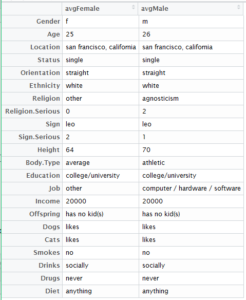 avgFemale avgMale
Gender f m
Age 25 26
Location san francisco, california san francisco, california
Status single single
Orientation straight straight
Ethnicity white white
Religion other agnosticism
Religion.Serious 0 2
Sign leo leo
Sign.Serious 2 1
Height 64 70
Body.Type average athletic
Education college/university college/university
Job other computer / hardware / software
Income 20000 20000
Offspring has no kid(s) has no kid(s)
Dogs likes likes
Cats likes likes
Smokes no no
Drinks socially socially
Drugs never never
Diet anything anything